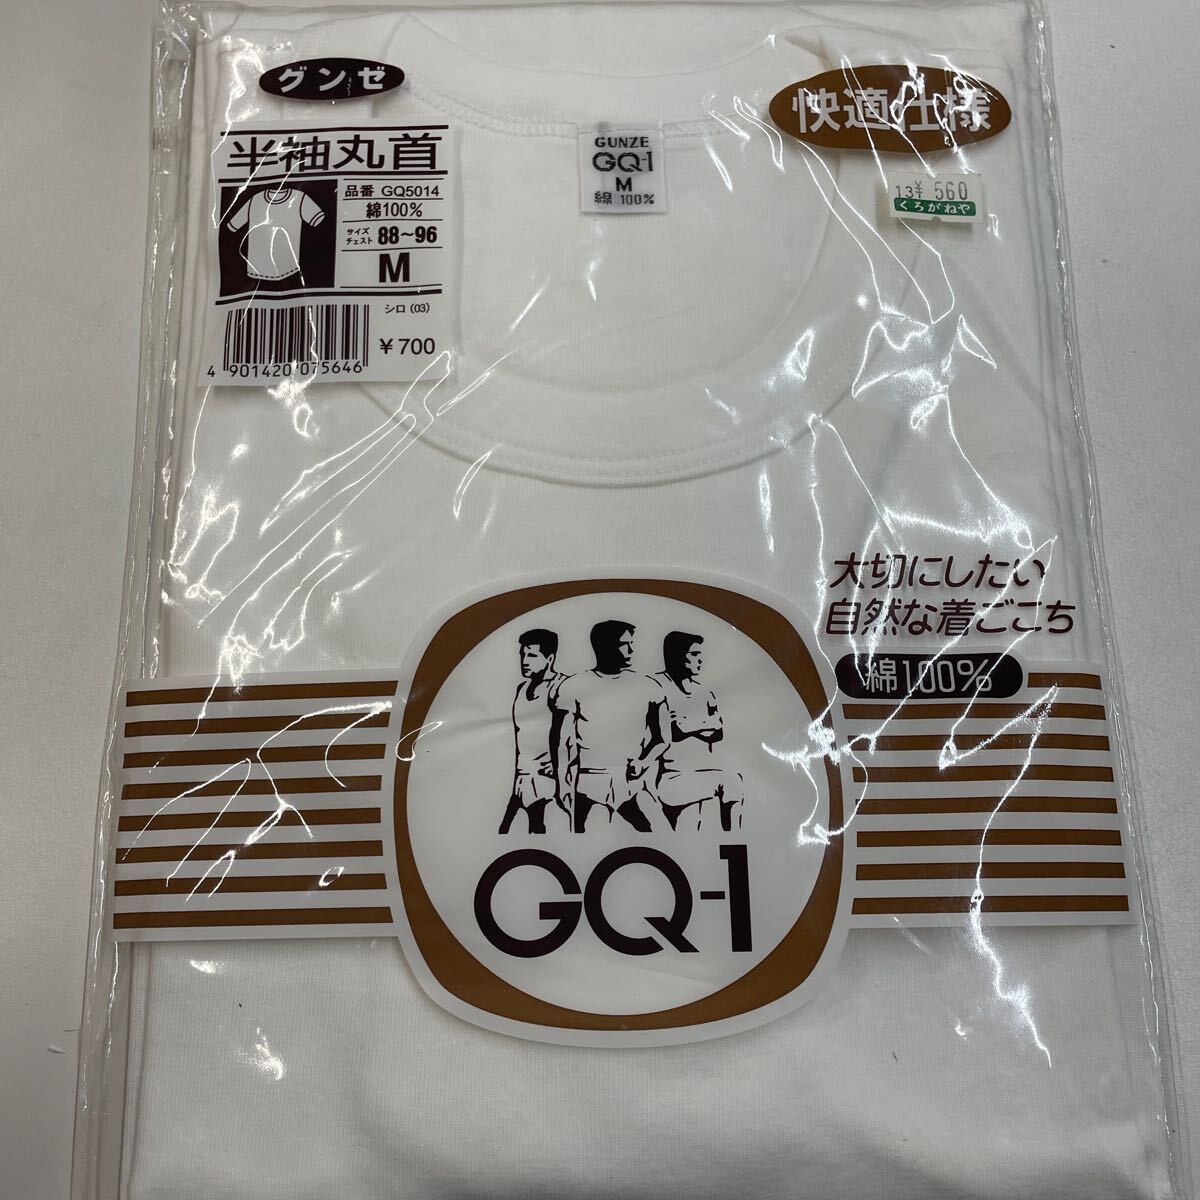 グンゼ
快適仕様
半袖丸首
品番 GQ5014
綿100%
サイズ
チェスト 88~96
M
シロ (03)
¥700
4 901420 075646
GUNZE
GQ-1
M
綿 100%
13¥ 560
くろがねや
大切にしたい
自然な着ごこち
綿100%
GQ-1